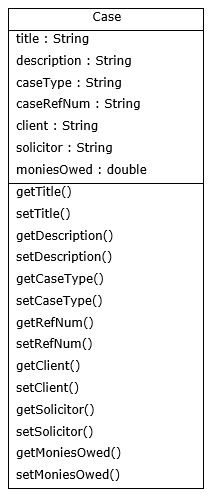 Case
title : String
description : String
caseType : String
caseRefNum : String
client : String
solicitor : String
moniesOwed : double
getTitle()
setTitle()
getDescription()
setDescription()
getCaseType()
setCaseType()
getRefNum()
setRefNum()
getClient()
setClient()
getSolicitor()
setSolicitor()
getMoniesOwed()
setMoniesOwed()